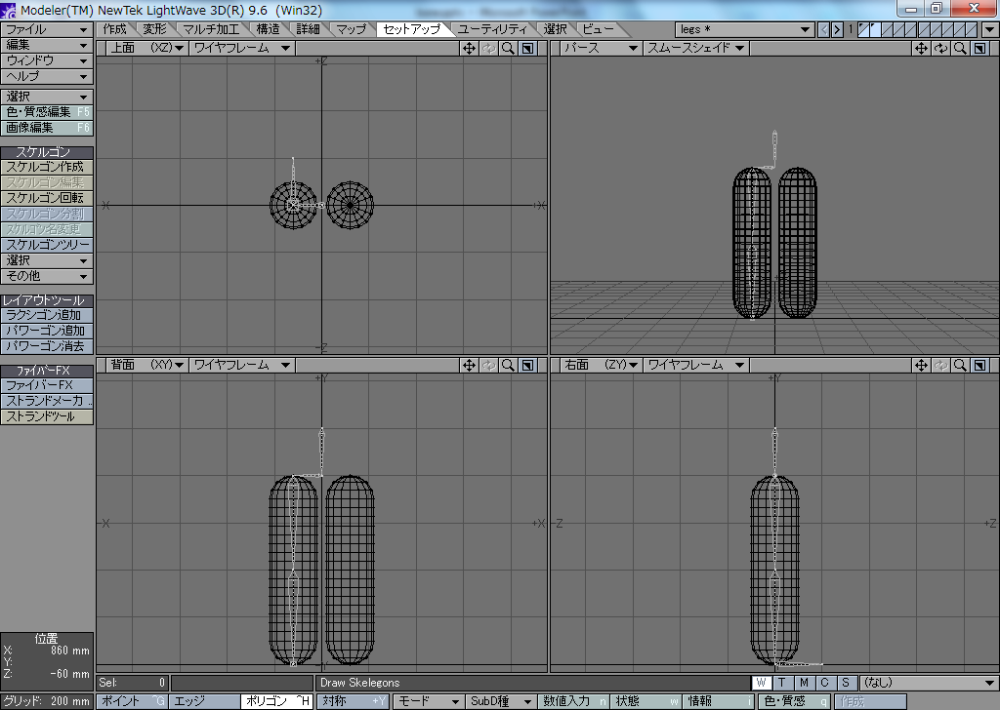 Modeler(TM) NewTek LightWave 3D(R) 9.6 (Win32)
ファイル
編集
ウィンドウ
ヘルプ
作成 変形 マルチ加工 構造 詳細 マップ セットアップ ユーティリティ 選択 ビュー
legs *
1
上面 (XZ) ワイヤフレーム
パース スムースシェイド
選択
色・質感編集 F5
画像編集 F6
スケルゴン
スケルゴン作成
スケルゴン編集
スケルゴン回転
スケルゴン分割
スケルゴン名変更
スケルゴンツリー
選択
その他
レイアウトツール
ラクシゴン追加
パワーゴン追加
パワーゴン消去
ファイバーFX
ファイバーFX
ストランドメーカ ..
ストランドツール
+Z
-X
+X
-Z
背面 (XY) ワイヤフレーム
右面 (ZY) ワイヤフレーム
+Y
-X
+X
+Y
-Z
+Z
位置
X: 860 mm
Y:
Z: -60 mm
グリッド: 200 mm
Sel: 0
Draw Skelegons
W T M C S (なし)
ポイント ^G エッジ ポリゴン ^H 対称 +Y モード SubD種 数値入力 n 状態 w 情報 i 色・質感 q 作成